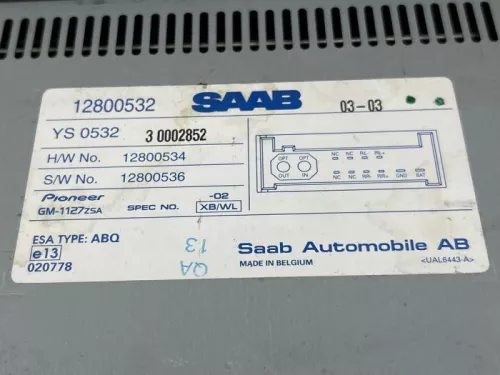 12800532 SAAB 03-03
YS 0532 3 0002852
H/W No. 12800534
S/W No. 12800536
Pioneer -02
GM-1127ZSA SPEC NO. XB/WL
NC NC RL- RL+
OPT OUT OPT IN
NC NC RR- RR+ GND BAT
ESA TYPE: ABQ
e13
020778
QA 13
Saab Automobile AB
MADE IN BELGIUM <UAL6443-A>